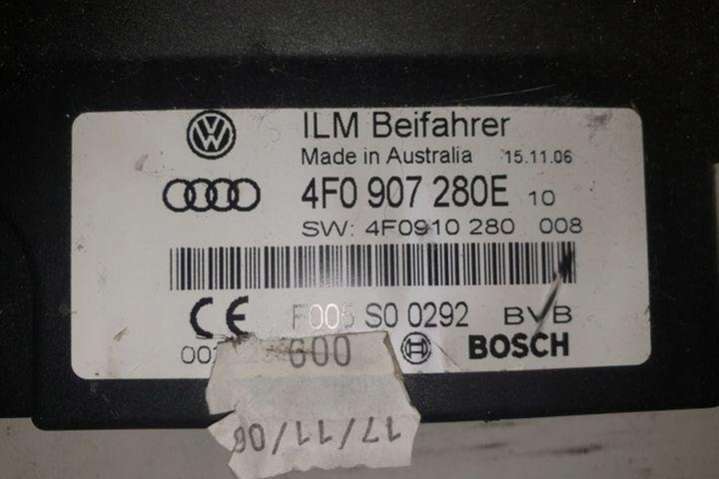 ILM Beifahrer
Made in Australia 15.11.06
4F0 907 280E 10
SW: 4F0910 280 008
CE F005 S0 0292 BVB
600 BOSCH
17/11/06